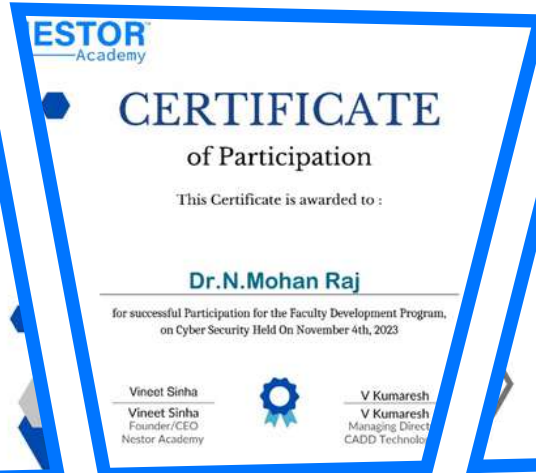 ESTOR
Academy
CERTIFICATE
of Participation
This Certificate is awarded to :
Dr.N.Mohan Raj
for successful Participation for the Faculty Development Program,
on Cyber Security Held On November 4th, 2023
Vineet Sinha
Vineet Sinha
Founder/CEO
Nestor Academy
V Kumaresh
V Kumaresh
Managing Direct
CADD Technolo